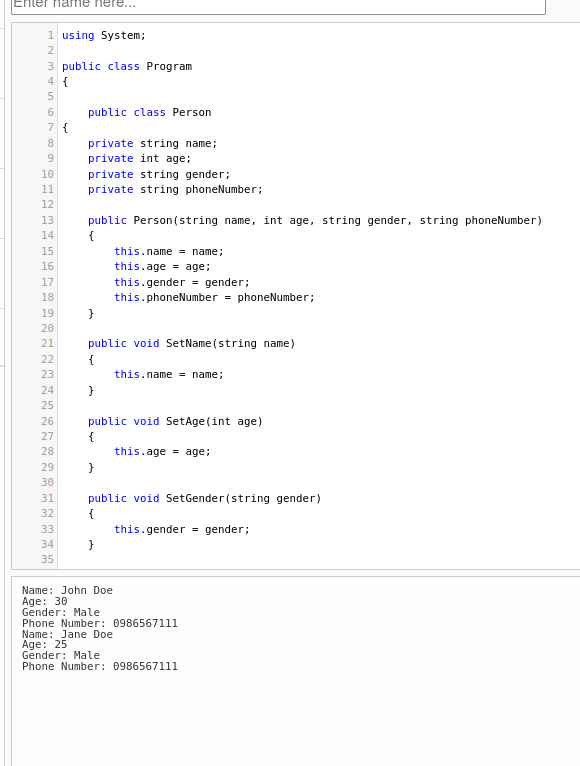 Enter name here...
1 using System;
2
3 public class Program
4 {
5
6     public class Person
7 {
8     private string name;
9     private int age;
10     private string gender;
11     private string phoneNumber;
12
13     public Person(string name, int age, string gender, string phoneNumber)
14     {
15         this.name = name;
16         this.age = age;
17         this.gender = gender;
18         this.phoneNumber = phoneNumber;
19     }
20
21     public void SetName(string name)
22     {
23         this.name = name;
24     }
25
26     public void SetAge(int age)
27     {
28         this.age = age;
29     }
30
31     public void SetGender(string gender)
32     {
33         this.gender = gender;
34     }
35
Name: John Doe
Age: 30
Gender: Male
Phone Number: 0986567111
Name: Jane Doe
Age: 25
Gender: Male
Phone Number: 0986567111